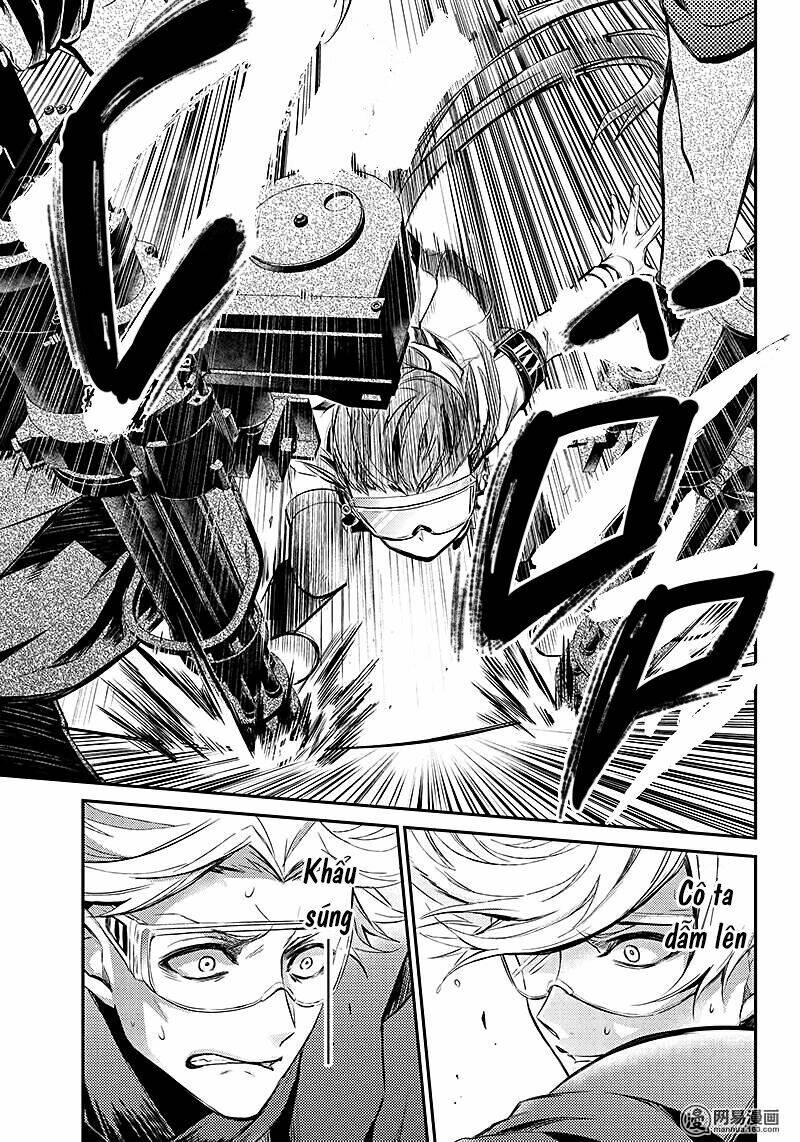 Cô ta
dẫm lên
Khẩu
súng
网易漫画
manhua.163.com